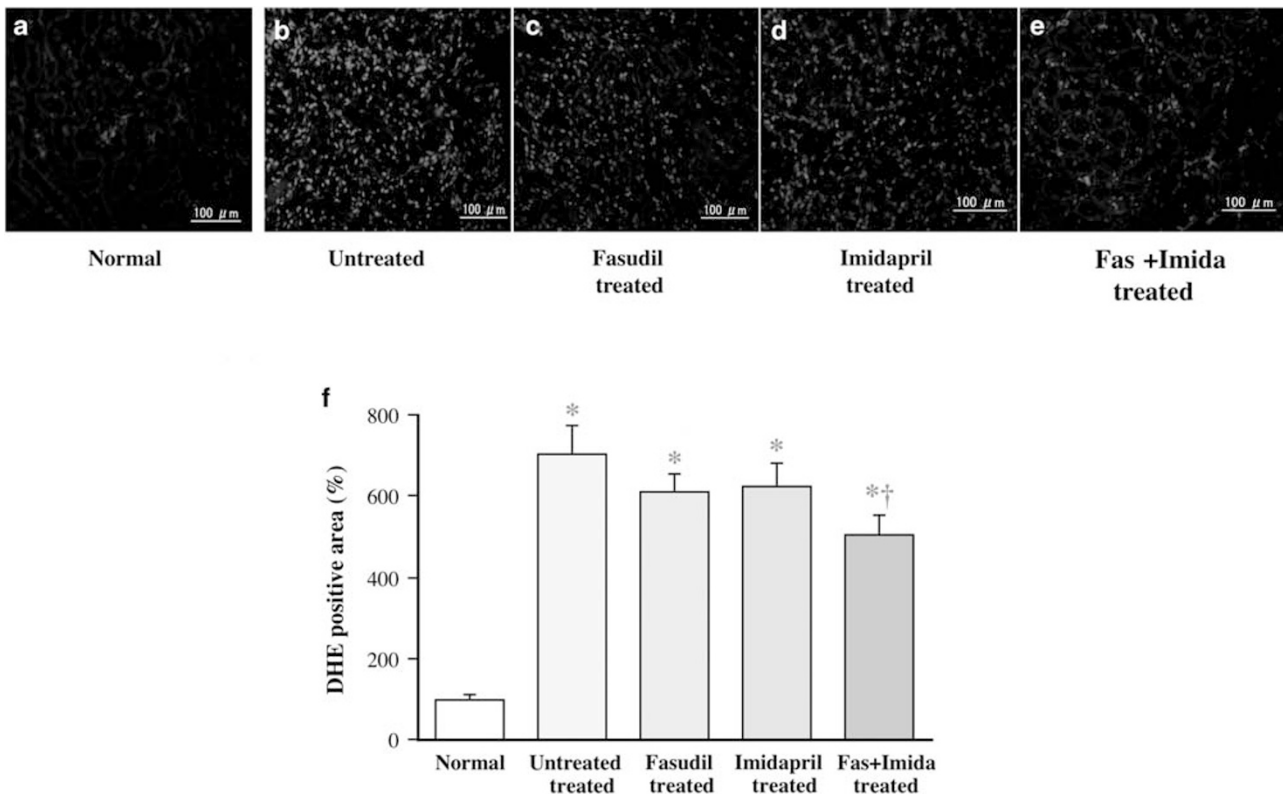 a
b
c
d
e
100 μm
100 μm
100 μm
100 μm
100 μm
Normal
Untreated
Fasudil
treated
Imidapril
treated
Fas +Imida
treated
f
DHE positive area (%)
800
600
400
200
0
*
*
*
*†
Normal
Untreated
treated
Fasudil
treated
Imidapril
treated
Fas+Imida
treated